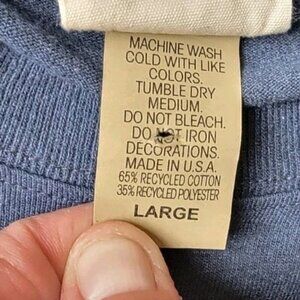 MACHINE WASH
COLD WITH LIKE
COLORS.
TUMBLE DRY
MEDIUM.
DO NOT BLEACH.
DO NOT IRON
DECORATIONS.
MADE IN U.S.A.
65% RECYCLED COTTON
35% RECYCLED POLYESTER
LARGE